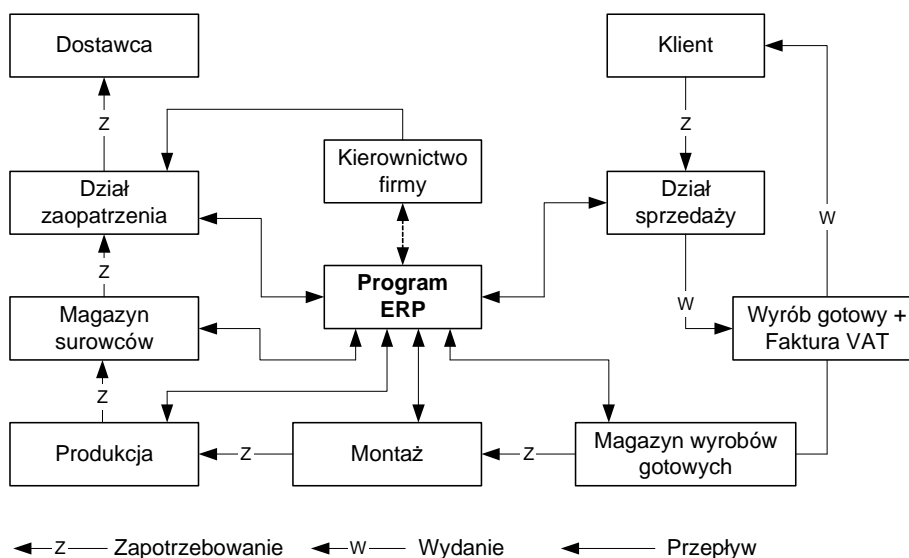 Dostawca
Klient
Z
Z
Kierownictwo
firmy
Dział
zaopatrzenia
Dział
sprzedaży
W
Z
Program
ERP
W
Magazyn
surowców
Wyrób gotowy +
Faktura VAT
Z
Produkcja
Z
Montaż
Z
Magazyn wyrobów
gotowych
Z Zapotrzebowanie
W Wydanie
Przepływ